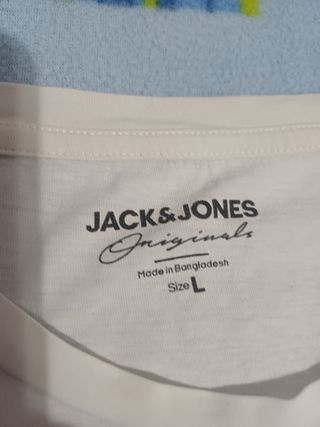 JACK&JONES
Originals
Made in Bangladesh
Size L